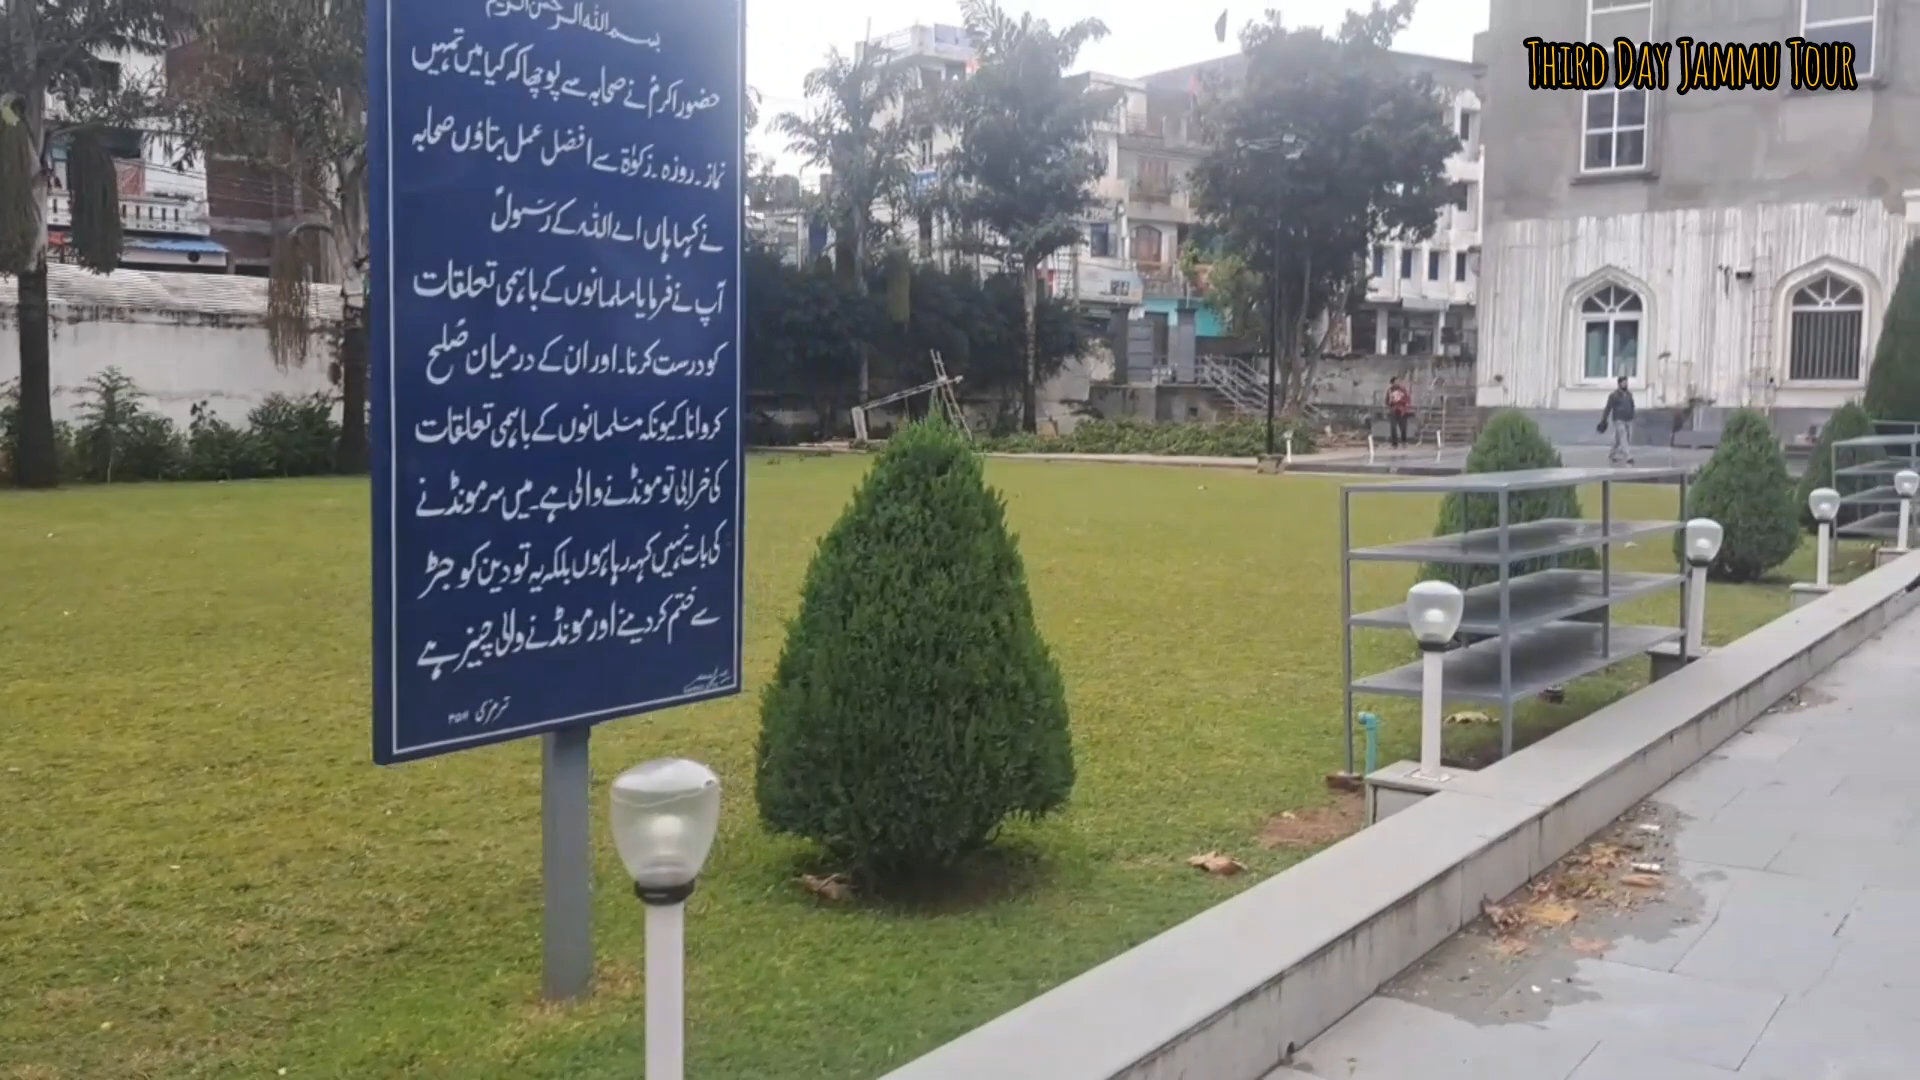 بسم اللہ الرحمن الرحیم
حضور اکرمؐ نے صحابہ سے پوچھا کہ کیا میں تمہیں
نماز۔ روزہ۔ زکوٰۃ سے افضل عمل بتاؤں صحابہ
نے کہا ہاں اے اللہ کے رسولؐ
آپ نے فرمایا مسلمانوں کے باہمی تعلقات
کو درست کرنا۔ اور ان کے درمیان صلح
کروانا۔ کیونکہ مسلمانوں کے باہمی تعلقات
کی خرابی تو مونڈنے والی ہے۔ میں سر مونڈنے
کی بات نہیں کہہ رہا ہوں بلکہ یہ تو دین کو جڑ
سے ختم کر دینے اور مونڈنے والی چیز ہے
ترمزی
Third Day Jammu Tour